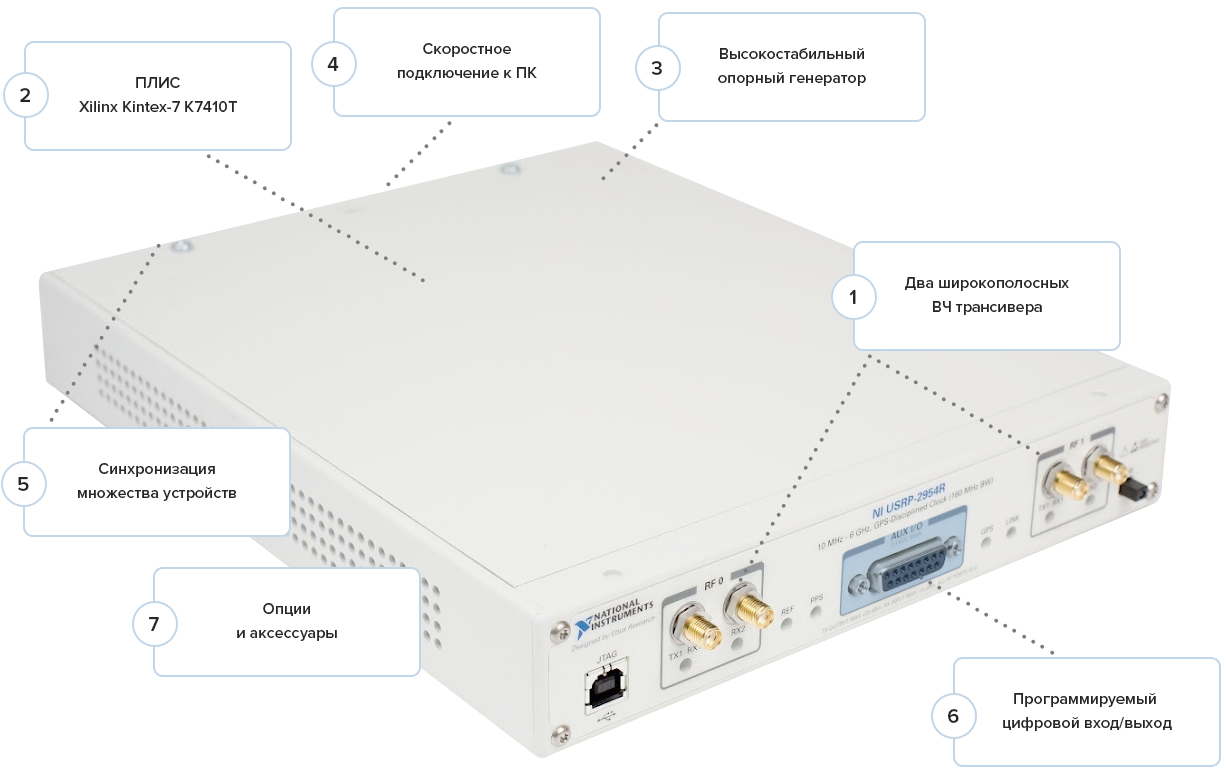 4
Скоростное
подключение к ПК
3
Высокостабильный
опорный генератор
2
ПЛИС
Xilinx Kintex-7 K7410T
1
Два широкополосных
ВЧ трансивера
5
Синхронизация
множества устройств
7
Опции
и аксессуары
6
Программируемый
цифровой вход/выход
NI USRP-2954R
10 MHz - 6 GHz, GPS-Disciplined Clock (160 MHz BW)
AUX I/O
RF 1
GPS
LINK
RF 0
REF
PPS
TX1 RX1
RX2
NATIONAL
INSTRUMENTS
Designed by Ettus Research
JTAG